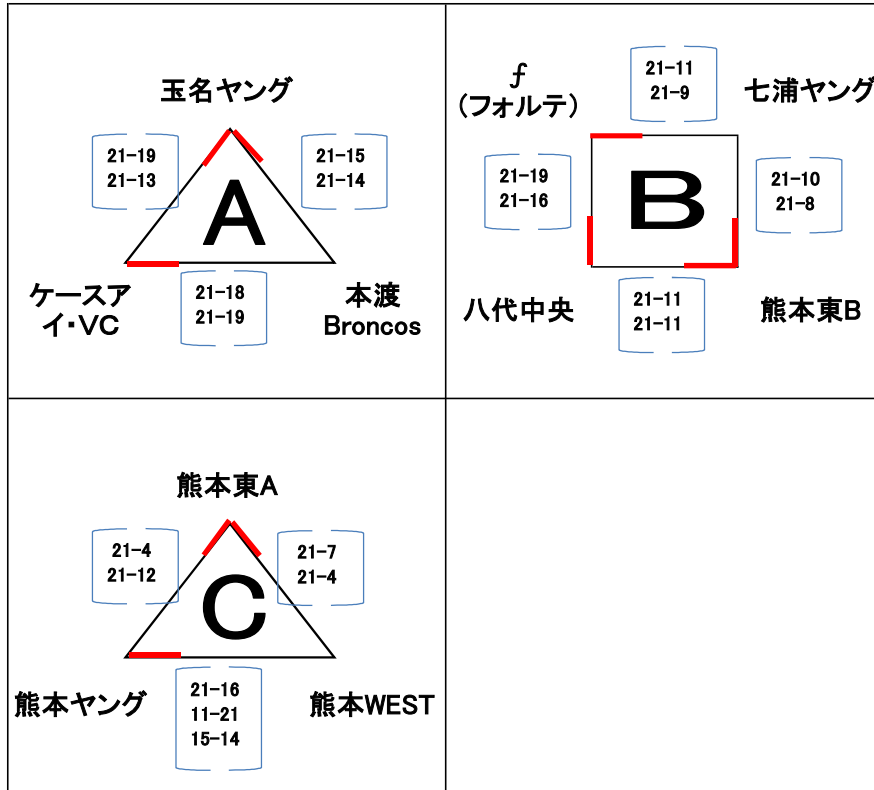 玉名ヤング
21-19
21-13
21-15
21-14
A
ケースア
イ・VC
21-18
21-19
本渡
Broncos
ƒ
(フォルテ)
21-11
21-9
七浦ヤング
21-19
21-16
B
21-10
21-8
八代中央
21-11
21-11
熊本東B
熊本東A
21-4
21-12
21-7
21-4
C
熊本ヤング
21-16
11-21
15-14
熊本WEST